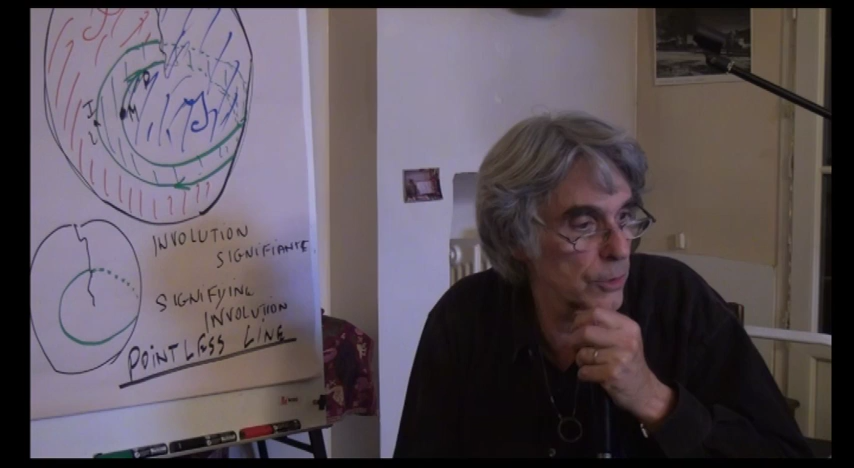 J
I
D
M
J
INVOLUTION
SIGNIFIANTE
SIGNIFYING
INVOLUTION
POINTLESS LINE